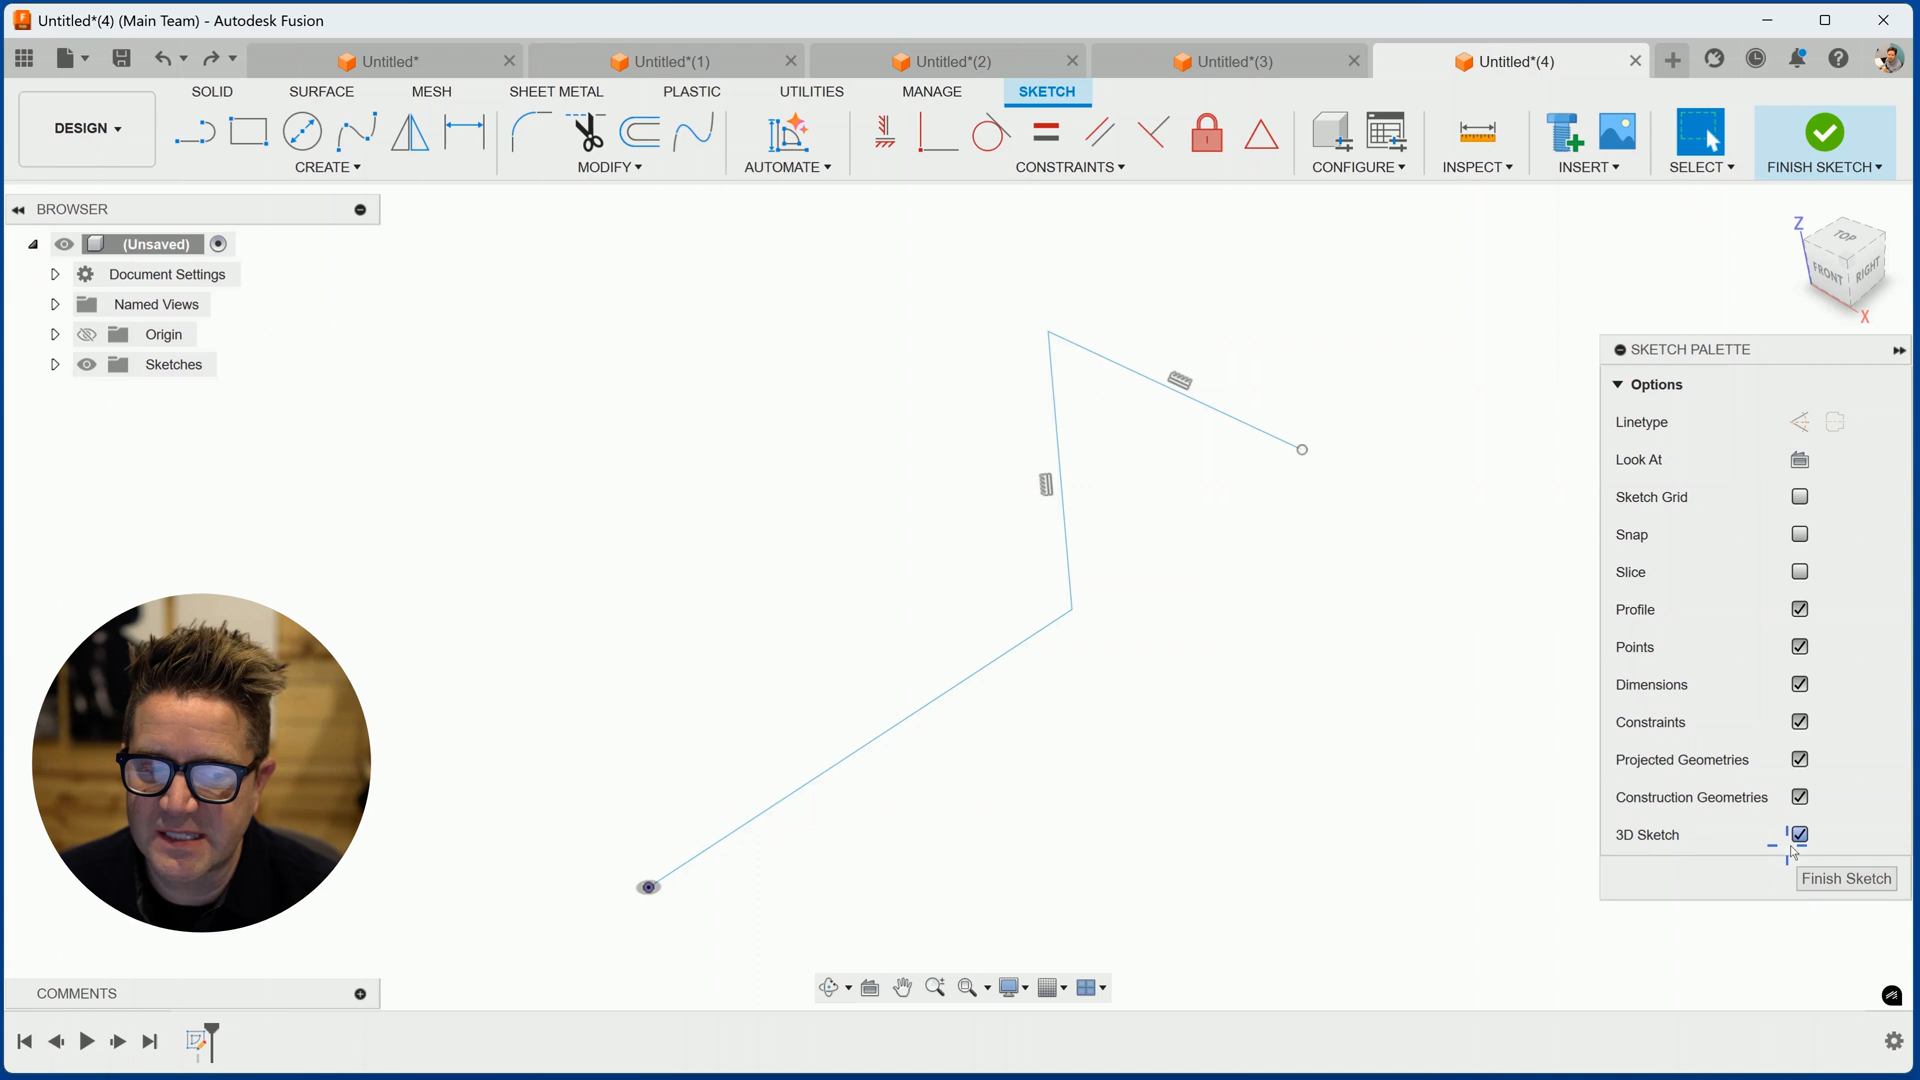 Untitled*(4) (Main Team) - Autodesk Fusion
Untitled*
Untitled*(1)
Untitled*(2)
Untitled*(3)
Untitled*(4)
SOLID
SURFACE
MESH
SHEET METAL
PLASTIC
UTILITIES
MANAGE
SKETCH
DESIGN
CREATE
MODIFY
AUTOMATE
CONSTRAINTS
CONFIGURE
INSPECT
INSERT
SELECT
FINISH SKETCH
BROWSER
(Unsaved)
Document Settings
Named Views
Origin
Sketches
Z
TOP
FRONT
RIGHT
X
SKETCH PALETTE
Options
Linetype
Look At
Sketch Grid
Snap
Slice
Profile
Points
Dimensions
Constraints
Projected Geometries
Construction Geometries
3D Sketch
Finish Sketch
COMMENTS